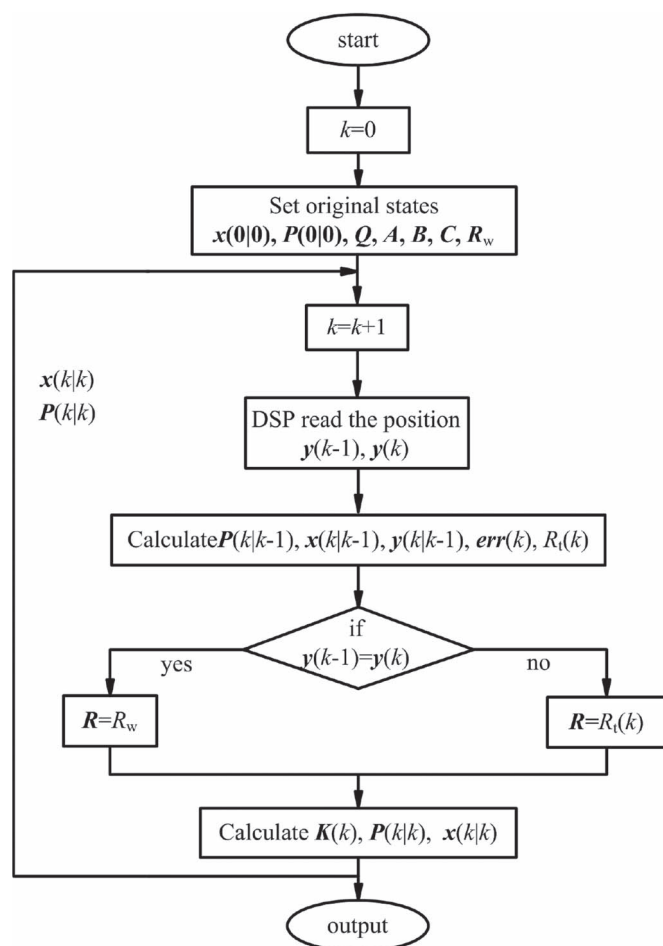 start
k=0
Set original states
x(0|0), P(0|0), Q, A, B, C, Rw
k=k+1
x(k|k)
P(k|k)
DSP read the position
y(k-1), y(k)
CalculateP(k|k-1), x(k|k-1), y(k|k-1), err(k), Rt(k)
if
y(k-1)=y(k)
yes
no
R=Rw
R=Rt(k)
Calculate K(k), P(k|k), x(k|k)
output